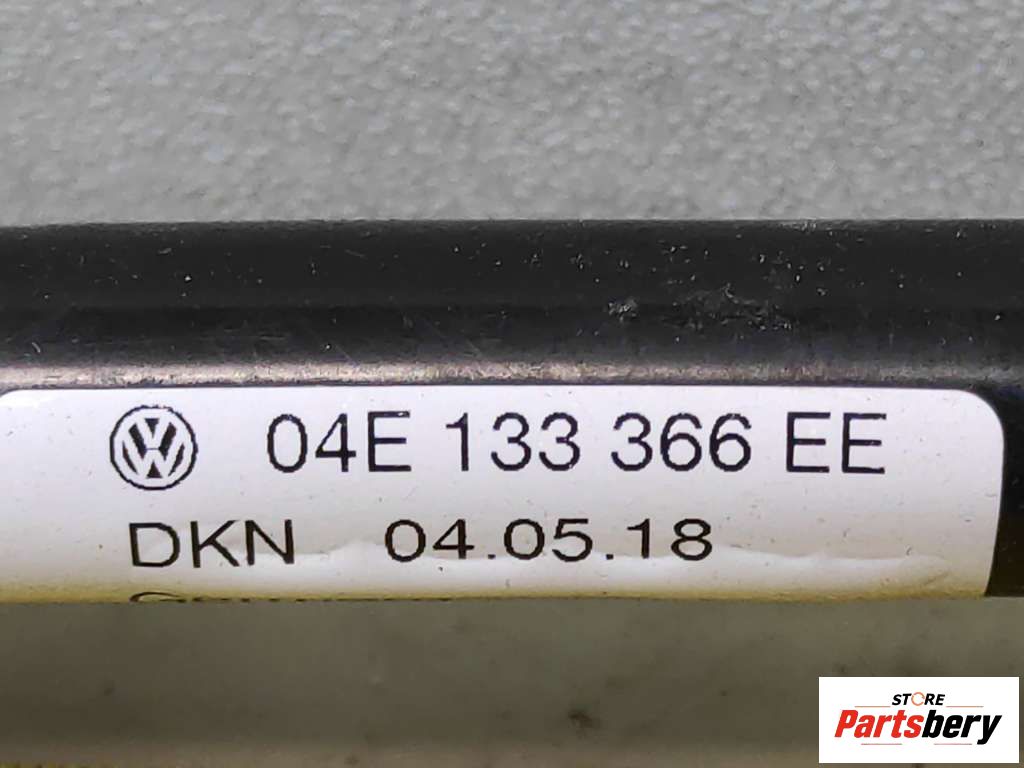 04E 133 366 EE
DKN 04.05.18
STORE
Partsbery